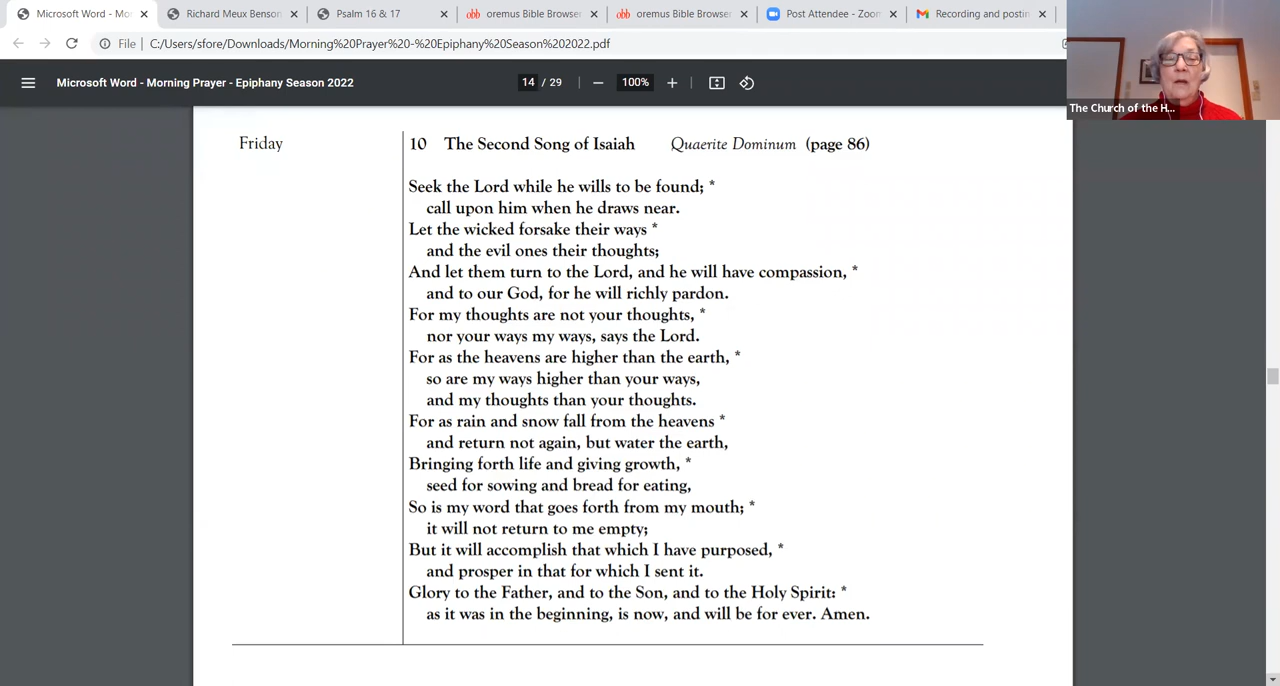 Microsoft Word - Mo
Richard Meux Benson
Psalm 16 & 17
oremus Bible Browser
oremus Bible Browser
Post Attendee - Zoom
Recording and postin
File | C:/Users/sfore/Downloads/Morning%20Prayer%20-%20Epiphany%20Season%202022.pdf
Microsoft Word - Morning Prayer - Epiphany Season 2022
14 / 29
100%
The Church of the H...
Friday
10 The Second Song of Isaiah Quaerite Dominum (page 86)
Seek the Lord while he wills to be found; *
call upon him when he draws near.
Let the wicked forsake their ways *
and the evil ones their thoughts;
And let them turn to the Lord, and he will have compassion, *
and to our God, for he will richly pardon.
For my thoughts are not your thoughts, *
nor your ways my ways, says the Lord.
For as the heavens are higher than the earth, *
so are my ways higher than your ways,
and my thoughts than your thoughts.
For as rain and snow fall from the heavens *
and return not again, but water the earth,
Bringing forth life and giving growth, *
seed for sowing and bread for eating,
So is my word that goes forth from my mouth; *
it will not return to me empty;
But it will accomplish that which I have purposed, *
and prosper in that for which I sent it.
Glory to the Father, and to the Son, and to the Holy Spirit: *
as it was in the beginning, is now, and will be for ever. Amen.